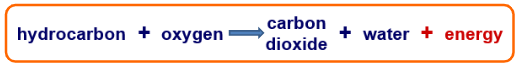 hydrocarbon + oxygen carbon dioxide + water + energy